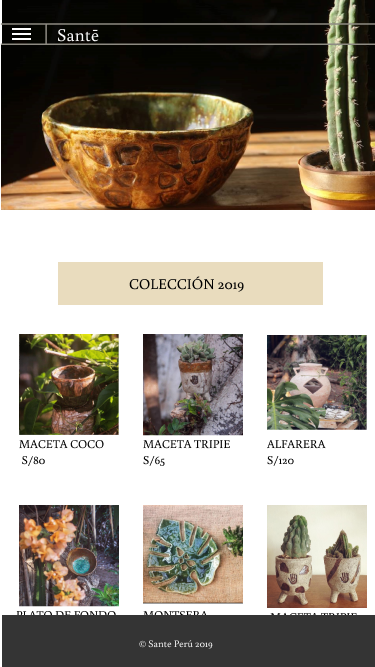 Santē
COLECCIÓN 2019
MACETA COCO
S/80
MACETA TRIPIE
S/65
ALFARERA
S/120
PLATO DE FONDO
MONTSERA
MACETA TRIPIE
© Sante Perú 2019